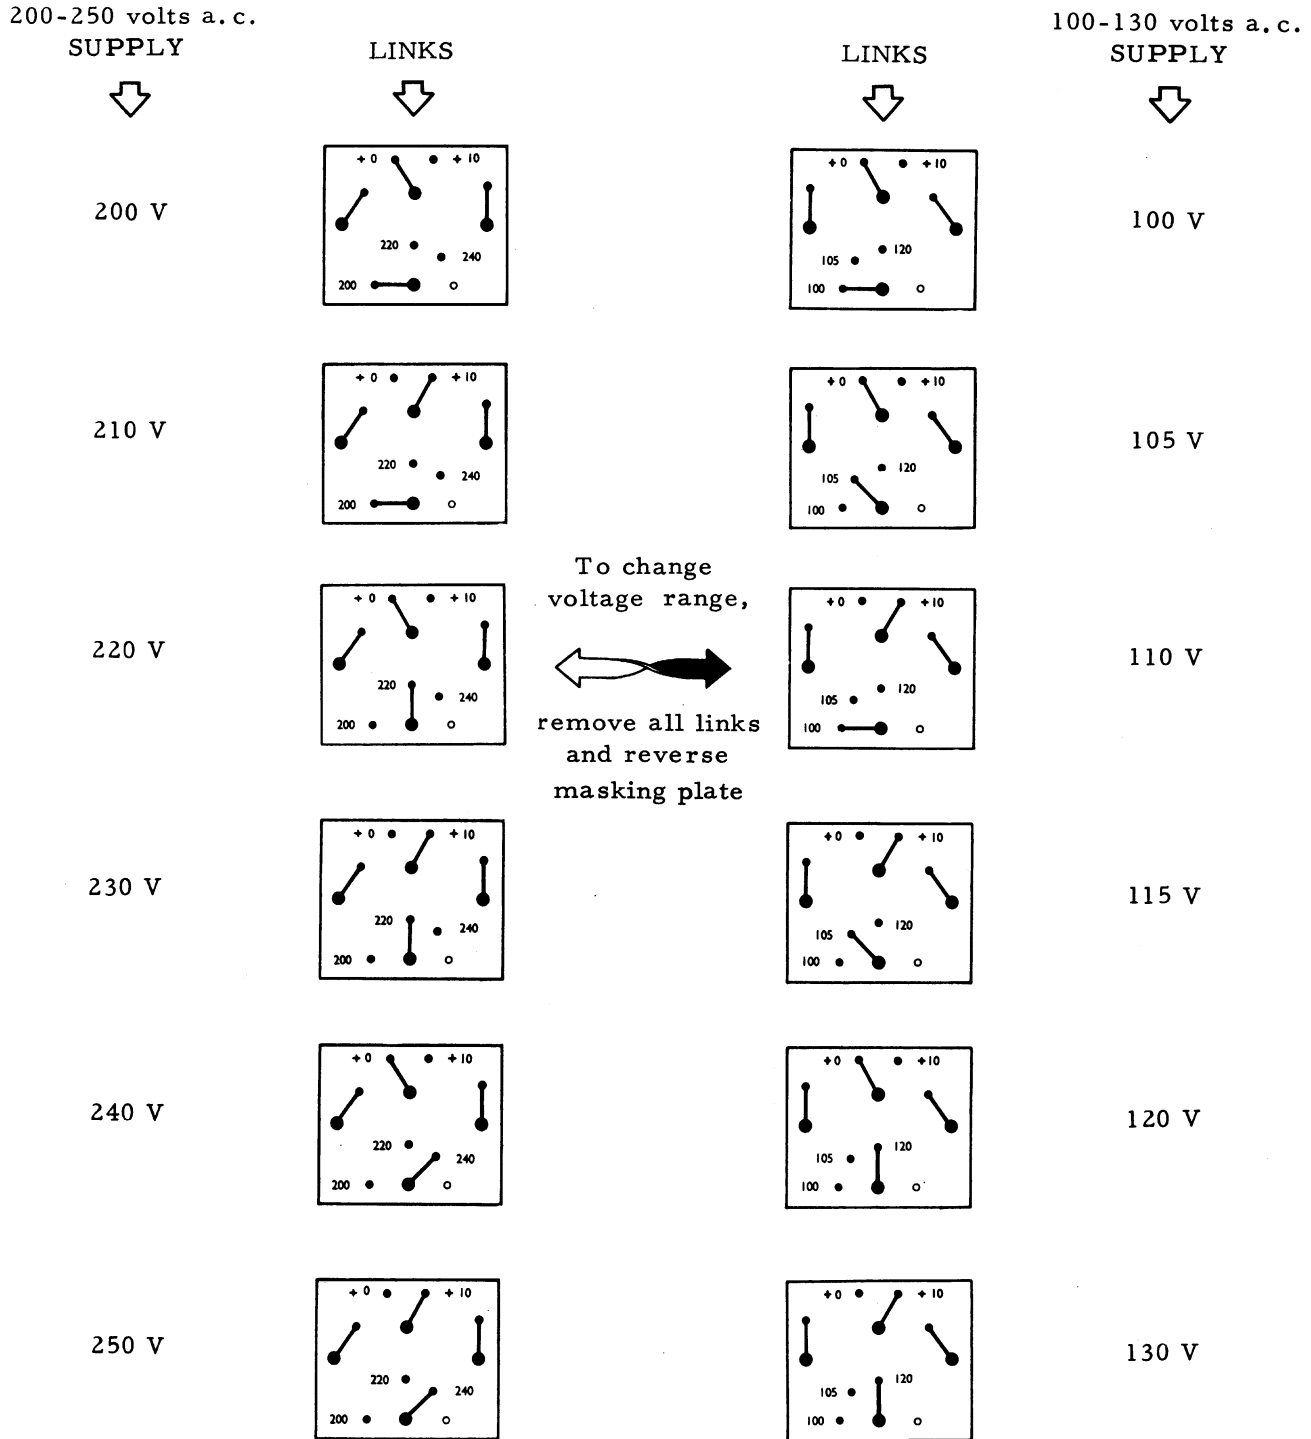 200-250 volts a.c.
SUPPLY
LINKS
LINKS
100-130 volts a.c.
SUPPLY
200 V
+ 0 + 10
220
240
200
+ 0 + 10
120
105
100
100 V
210 V
+ 0 + 10
220
240
200
+ 0 + 10
120
105
100
105 V
To change
voltage range,
220 V
+ 0 + 10
220
240
200
+ 0 + 10
120
105
100
110 V
remove all links
and reverse
masking plate
230 V
+ 0 + 10
220
240
200
+ 0 + 10
120
105
100
115 V
240 V
+ 0 + 10
220
240
200
+ 0 + 10
120
105
100
120 V
250 V
+ 0 + 10
220
240
200
+ 0 + 10
120
105
100
130 V